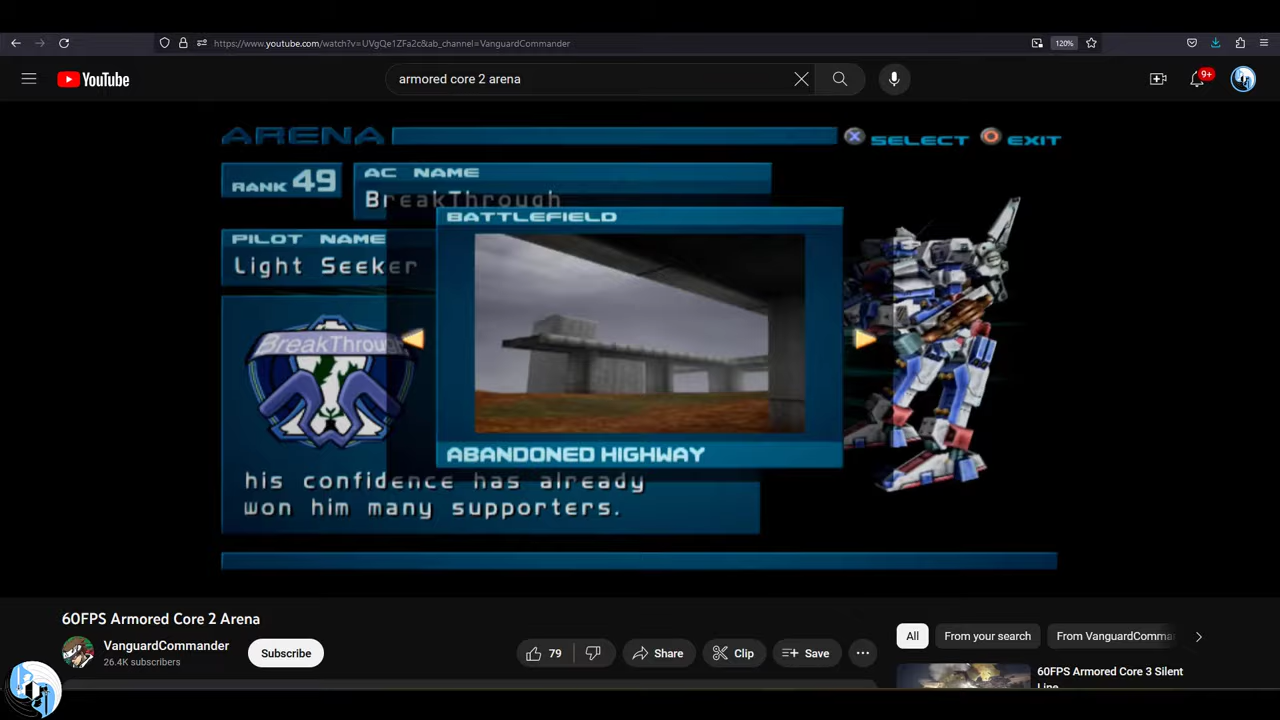 https://www.youtube.com/watch?v=UVgQe1ZFa2c&ab_channel=VanguardCommander
120%
YouTube
armored core 2 arena
9+
ARENA
SELECT
EXIT
RANK 49
AC NAME
BreakThrough
PILOT NAME
Light Seeker
BATTLEFIELD
BreakThrough
ABANDONED HIGHWAY
his confidence has already
won him many supporters.
60FPS Armored Core 2 Arena
VanguardCommander
26.4K subscribers
Subscribe
79
Share
Clip
Save
All
From your search
From VanguardComma
60FPS Armored Core 3 Silent
Line